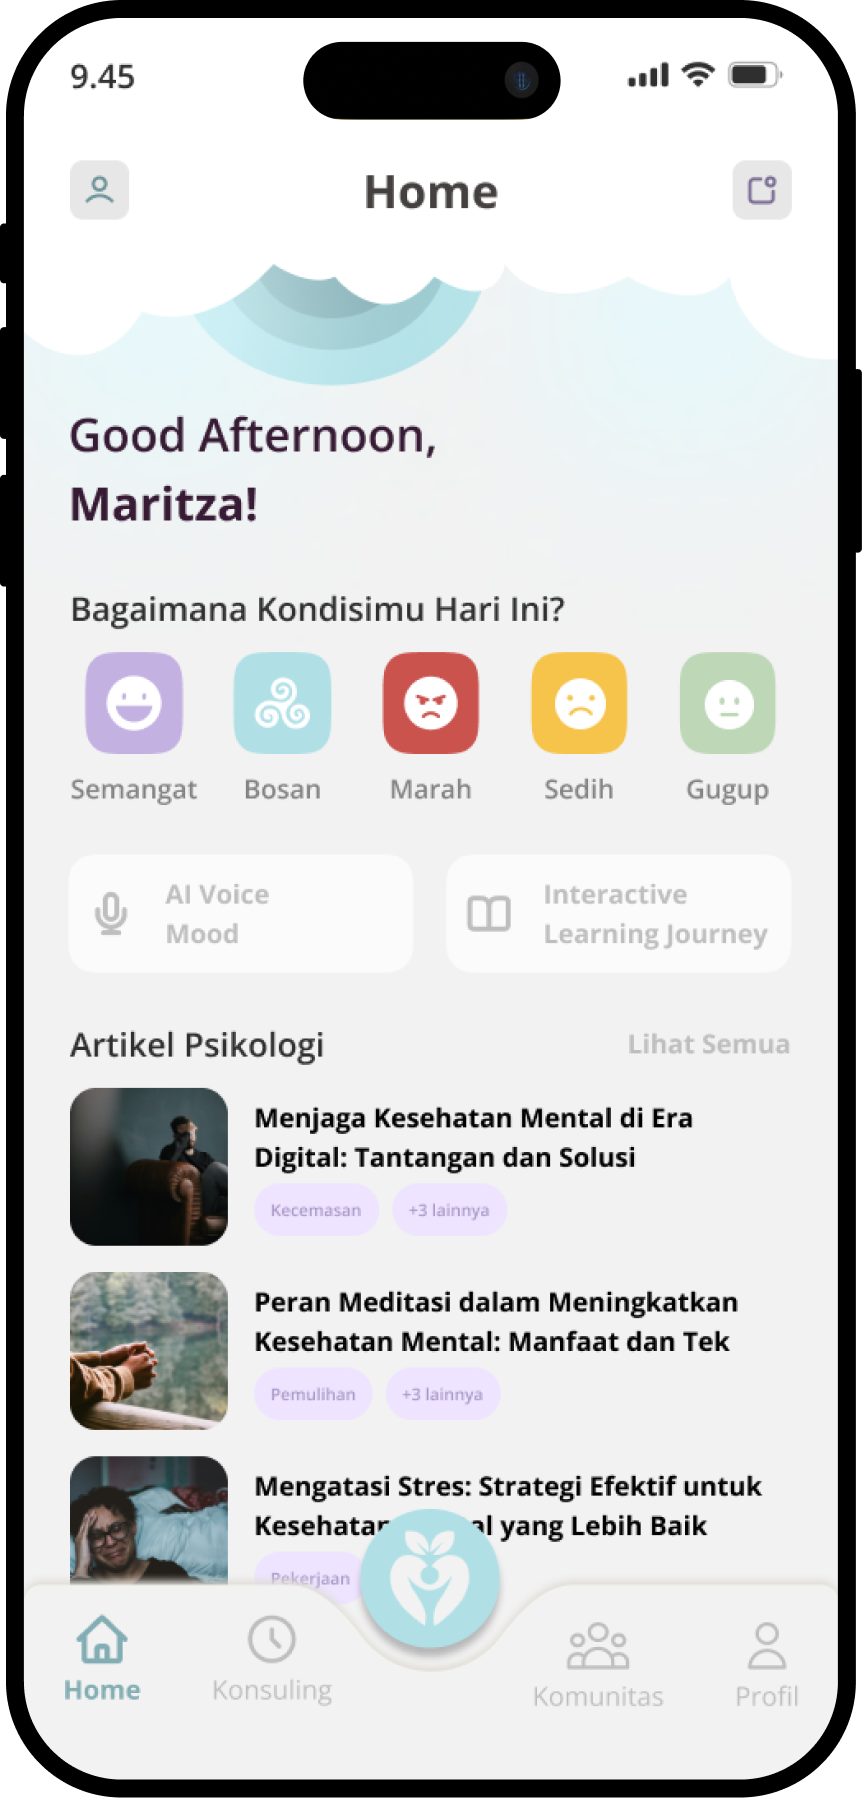 9.45
Home
Good Afternoon,
Maritza!
Bagaimana Kondisimu Hari Ini?
Semangat Bosan Marah Sedih Gugup
AI Voice
Mood
Interactive
Learning Journey
Artikel Psikologi Lihat Semua
Menjaga Kesehatan Mental di Era
Digital: Tantangan dan Solusi
Kecemasan +3 lainnya
Peran Meditasi dalam Meningkatkan
Kesehatan Mental: Manfaat dan Tek
Pemulihan +3 lainnya
Mengatasi Stres: Strategi Efektif untuk
yang Lebih Baik
Pekerjaan
Home Konsuling Komunitas Profil